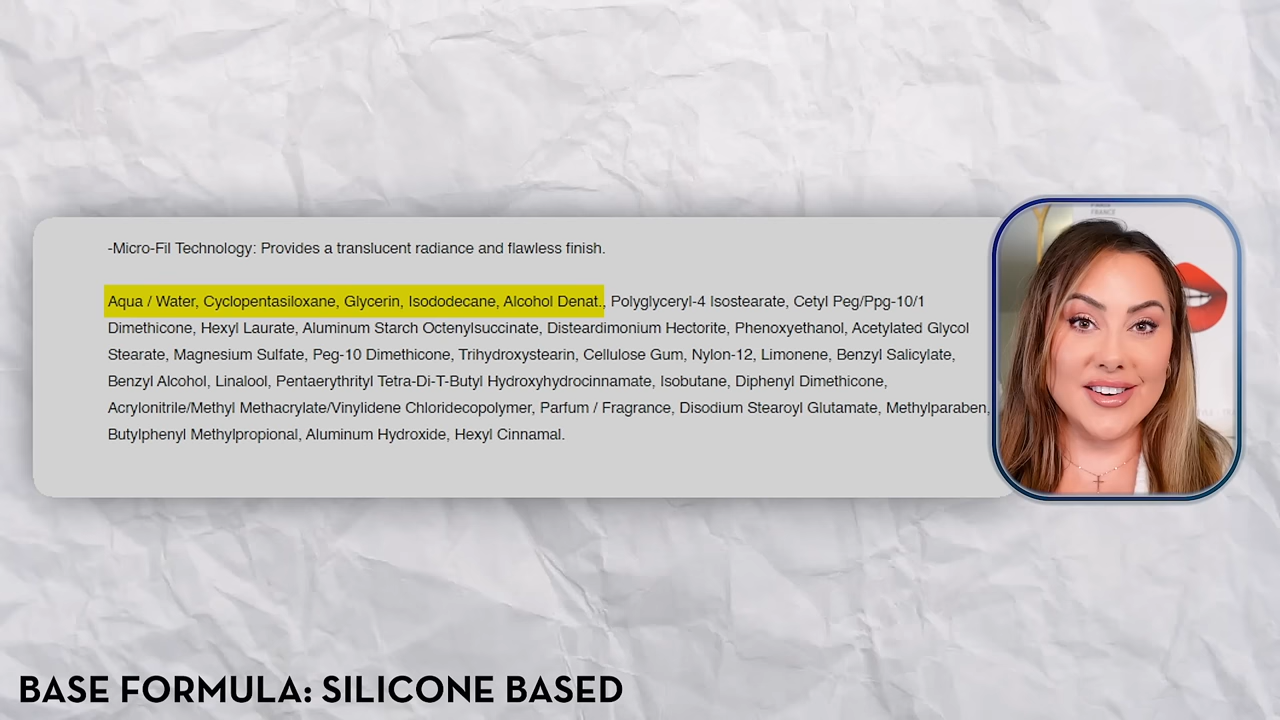 -Micro-Fil Technology: Provides a translucent radiance and flawless finish.
Aqua / Water, Cyclopentasiloxane, Glycerin, Isododecane, Alcohol Denat., Polyglyceryl-4 Isostearate, Cetyl Peg/Ppg-10/1
Dimethicone, Hexyl Laurate, Aluminum Starch Octenylsuccinate, Disteardimonium Hectorite, Phenoxyethanol, Acetylated Glycol
Stearate, Magnesium Sulfate, Peg-10 Dimethicone, Trihydroxystearin, Cellulose Gum, Nylon-12, Limonene, Benzyl Salicylate,
Benzyl Alcohol, Linalool, Pentaerythrityl Tetra-Di-T-Butyl Hydroxyhydrocinnamate, Isobutane, Diphenyl Dimethicone,
Acrylonitrile/Methyl Methacrylate/Vinylidene Chloridecopolymer, Parfum / Fragrance, Disodium Stearoyl Glutamate, Methylparaben,
Butylphenyl Methylpropional, Aluminum Hydroxide, Hexyl Cinnamal.
FRANCE
BASE FORMULA: SILICONE BASED